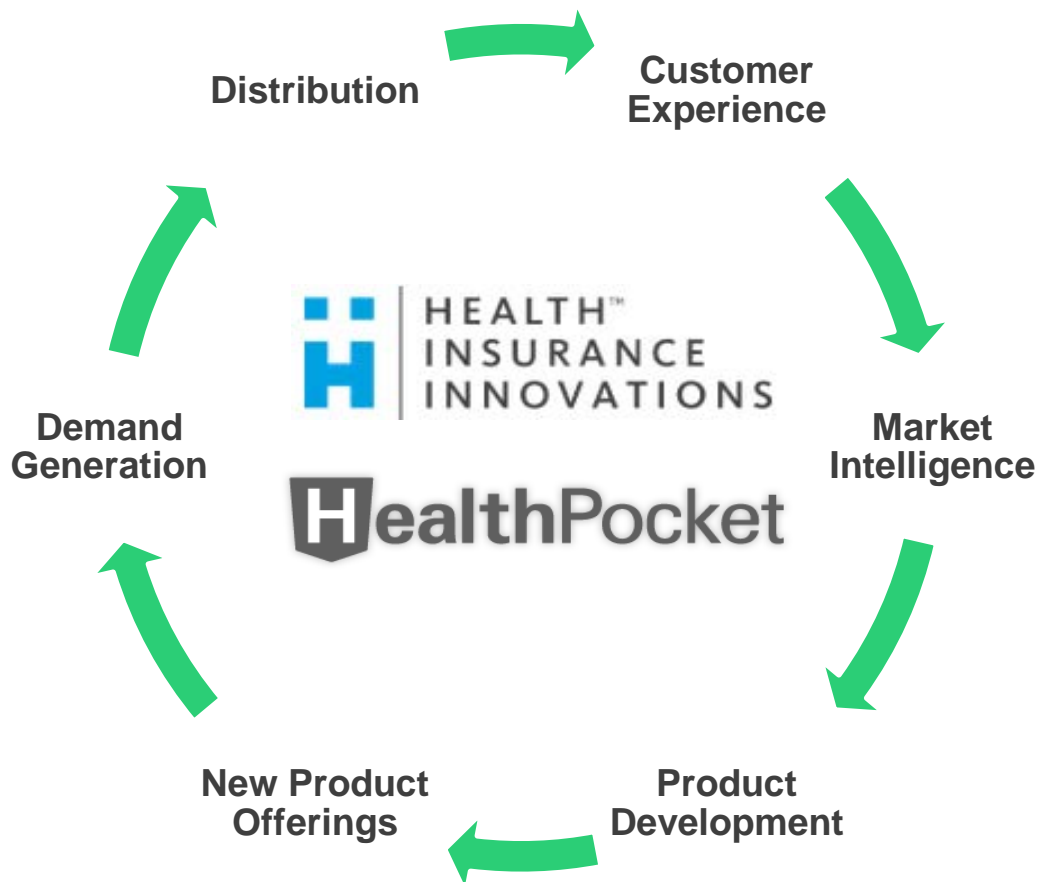 Distribution
Customer
Experience
Demand
Generation
HEALTH™
INSURANCE
INNOVATIONS
HealthPocket
Market
Intelligence
New Product
Offerings
Product
Development